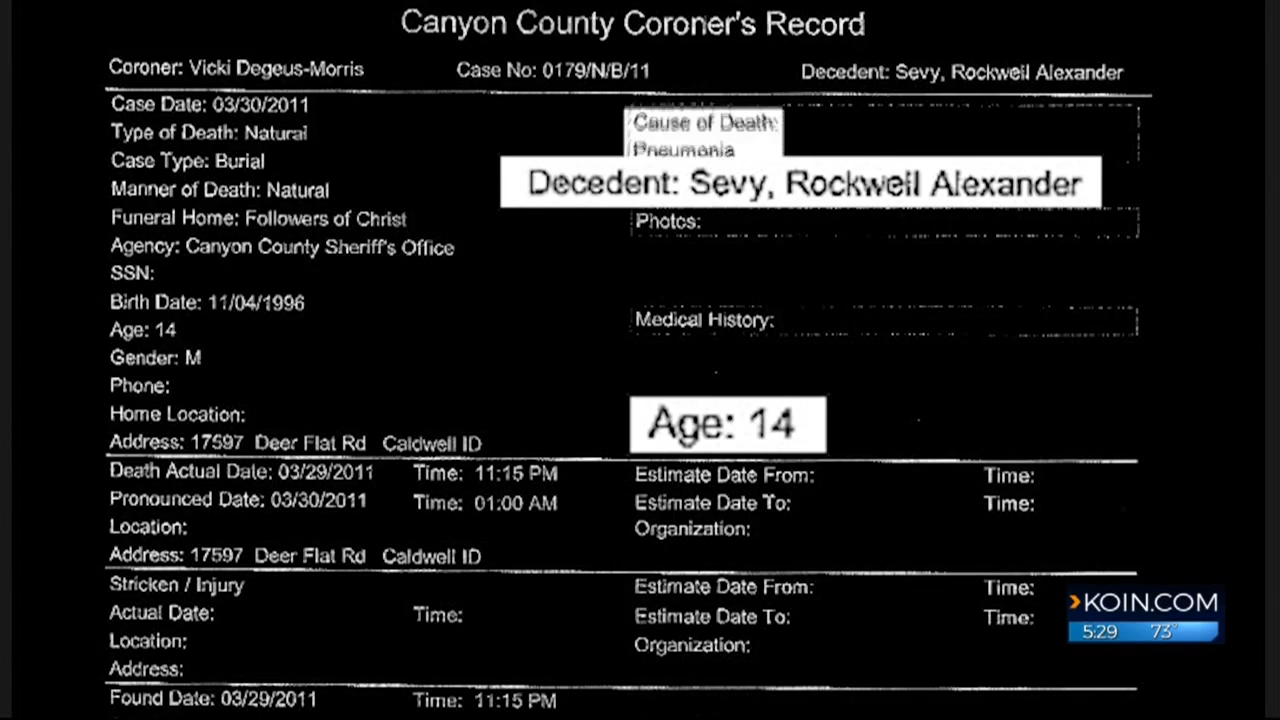 Canyon County Coroner's Record
Coroner: Vicki Degeus-Morris Case No: 0179/N/B/11 Decedent: Sevy, Rockwell Alexander
Case Date: 03/30/2011
Type of Death: Natural
Case Type: Burial
Manner of Death: Natural
Funeral Home: Followers of Christ
Agency: Canyon County Sheriff's Office
SSN:
Birth Date: 11/04/1996
Age: 14
Gender: M
Phone:
Home Location:
Address: 17597 Deer Flat Rd Caldwell ID
Cause of Death:
Pneumonia
Decedent: Sevy, Rockwell Alexander
Photos:
Medical History:
Age: 14
Death Actual Date: 03/29/2011 Time: 11:15 PM Estimate Date From: Time:
Pronounced Date: 03/30/2011 Time: 01:00 AM Estimate Date To: Time:
Location: Organization:
Address: 17597 Deer Flat Rd Caldwell ID
Stricken / Injury Estimate Date From: Time:
Actual Date: Time: Estimate Date To: Time:
Location: Organization:
Address:
Found Date: 03/29/2011 Time: 11:15 PM
KOIN.COM
5:29 73°